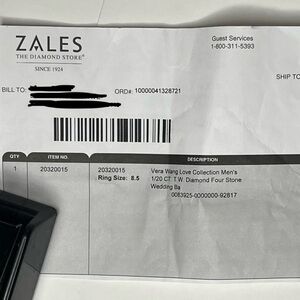 ZALES
THE DIAMOND STORE®
SINCE 1924
Guest Services
1-800-311-5393
SHIP TO
BILL TO:
ORD#: 10000041328721
QTY ITEM NO. DESCRIPTION
1 20320015 20320015 Vera Wang Love Collection Men's
Ring Size: 8.5 1/20 CT T.W. Diamond Four Stone
Wedding Ba
0083925-0000000-92817